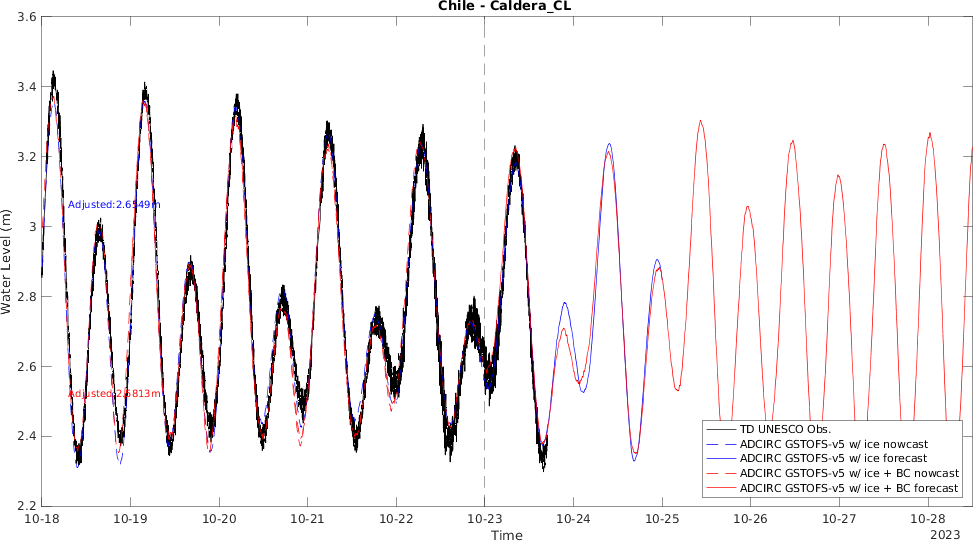 Chile - Caldera_CL
3.6
3.4
3.2
3
2.8
2.6
2.4
2.2
Water Level (m)
Adjusted:2.6549m
Adjusted:2.6813m
TD UNESCO Obs.
ADCIRC GSTOFS-v5 w/ ice nowcast
ADCIRC GSTOFS-v5 w/ ice forecast
ADCIRC GSTOFS-v5 w/ ice + BC nowcast
ADCIRC GSTOFS-v5 w/ ice + BC forecast
10-18 10-19 10-20 10-21 10-22 10-23 10-24 10-25 10-26 10-27 10-28
Time
2023